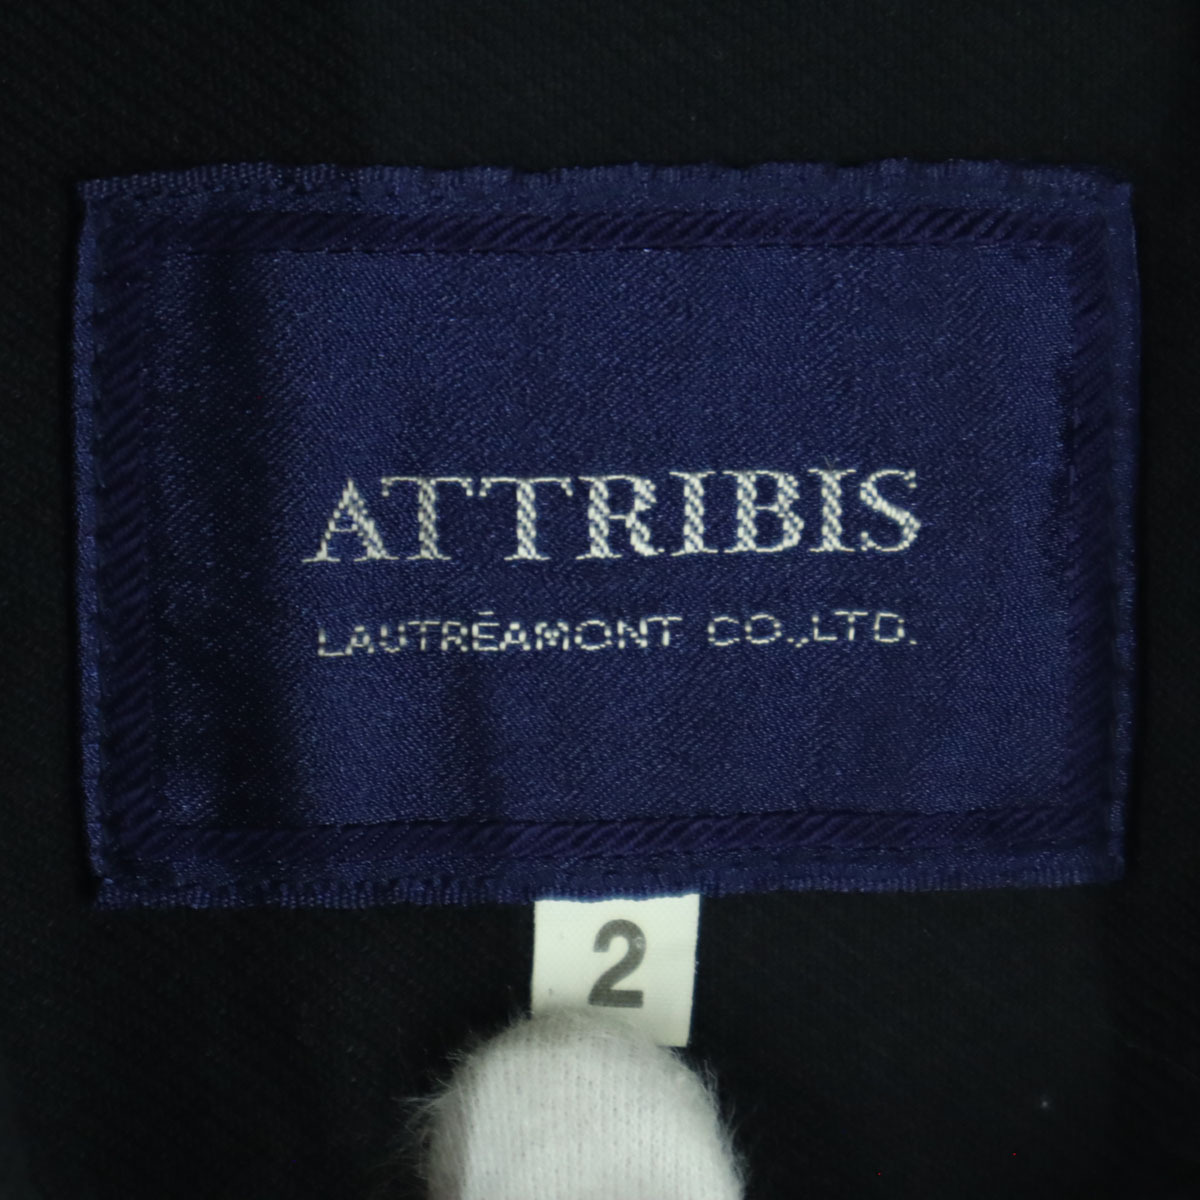 ATTRIBIS
LAUTRÉAMONT CO.,LTD.
2